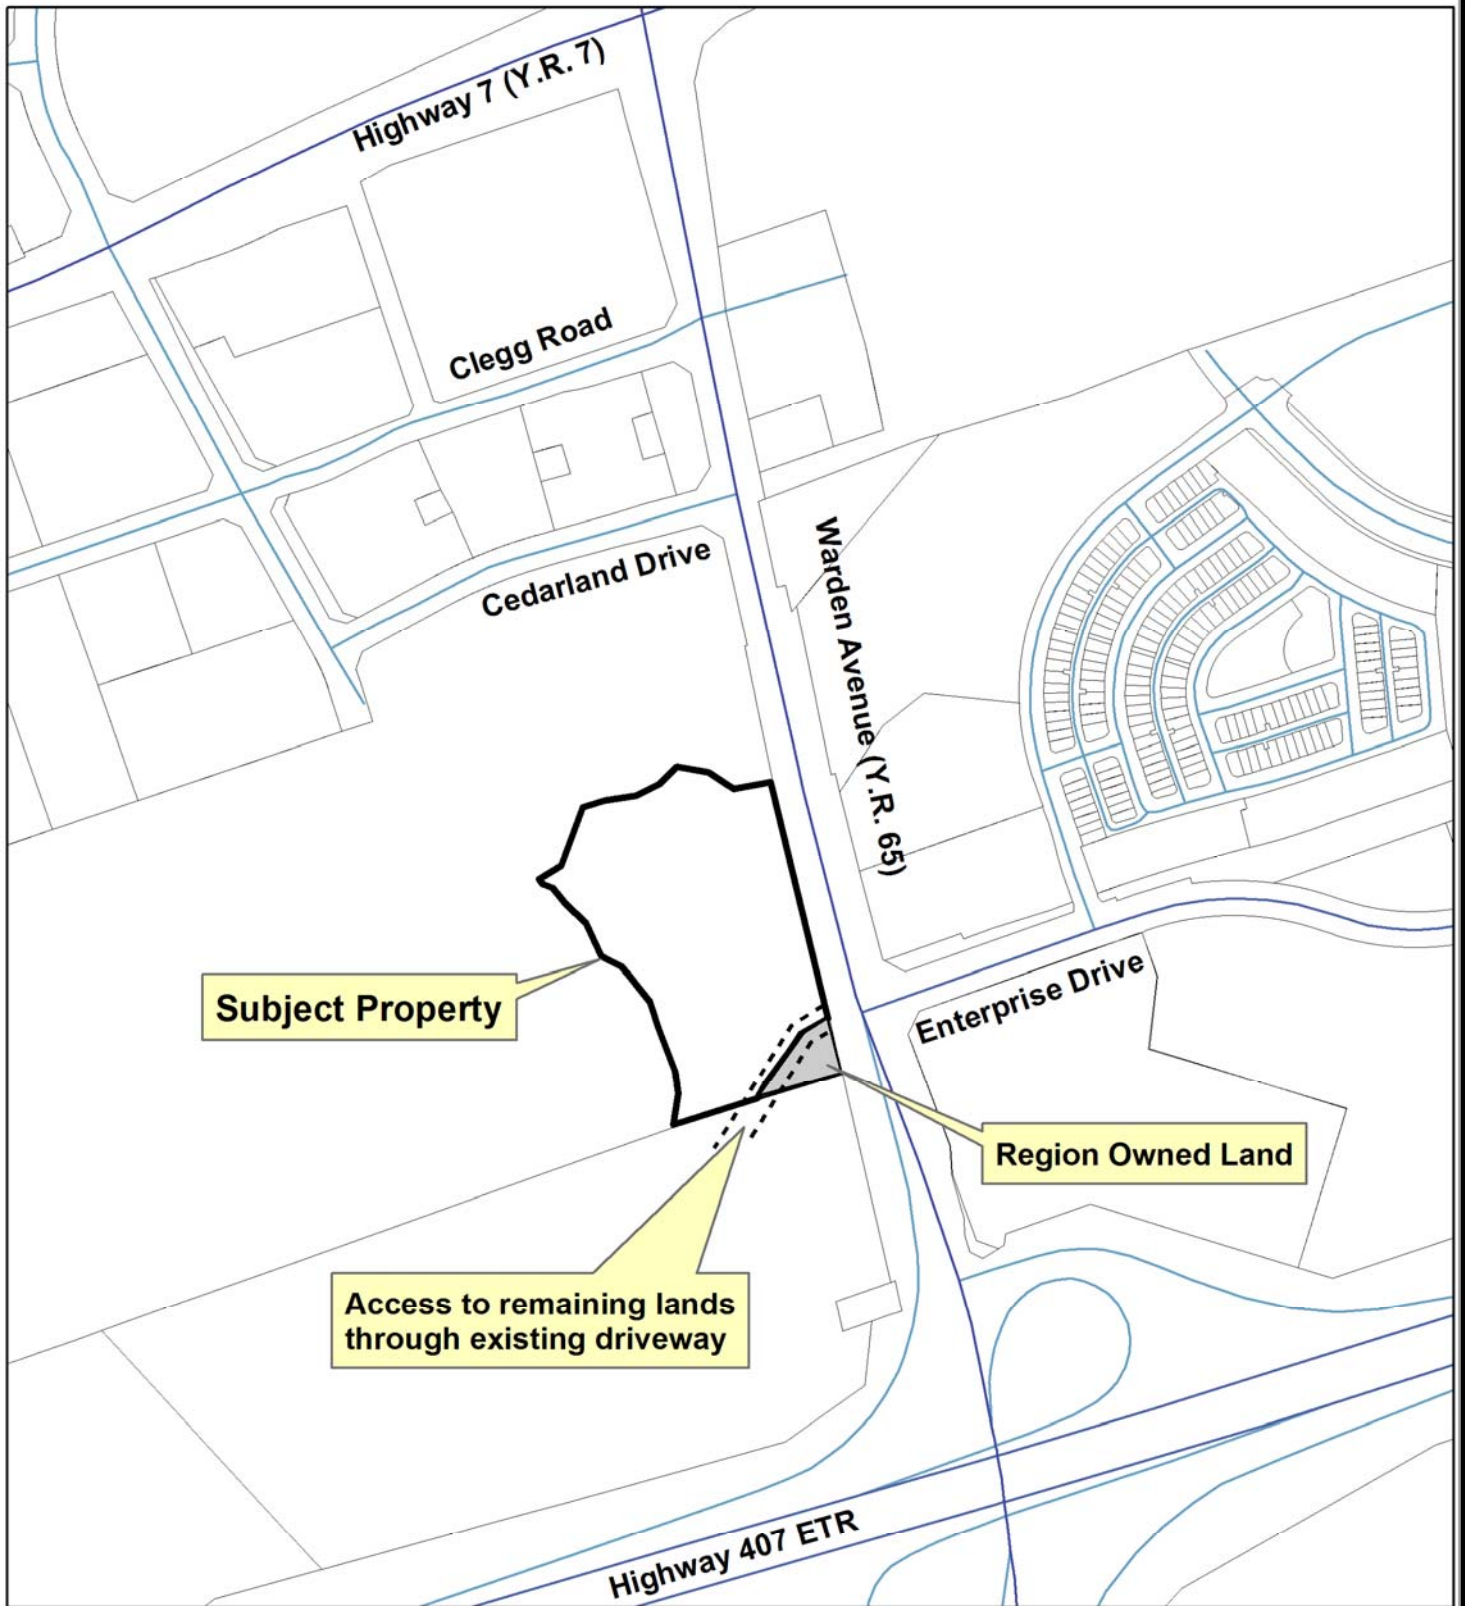 Highway 7 (Y.R. 7)
Clegg Road
Cedarland Drive
Warden Avenue (Y.R. 65)
Subject Property
Enterprise Drive
Region Owned Land
Access to remaining lands
through existing driveway
Highway 407 ETR